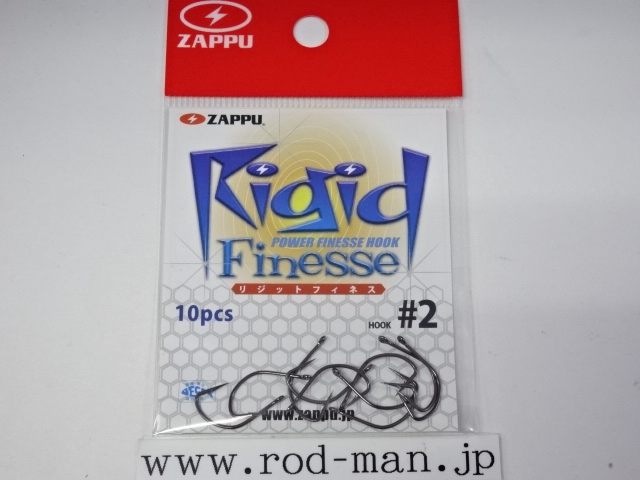 ZAPPU
ZAPPU
Rigid
POWER FINESSE HOOK
Finesse
リジットフィネス
10pcs
HOOK #2
www.zappu.jp
www.rod-man.jp